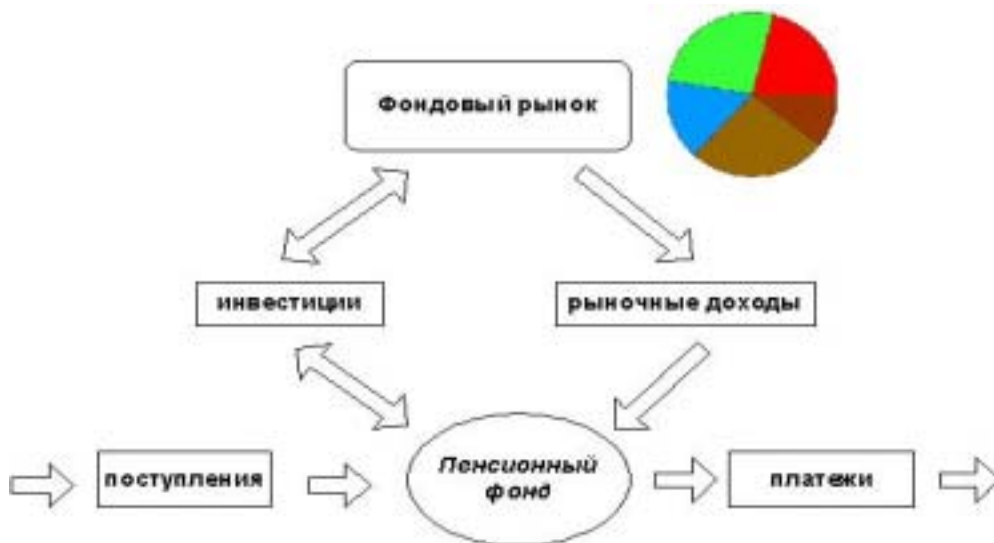 Фондовый рынок
инвестиции
рыночные доходы
поступления
Пенсионный
фонд
платежи